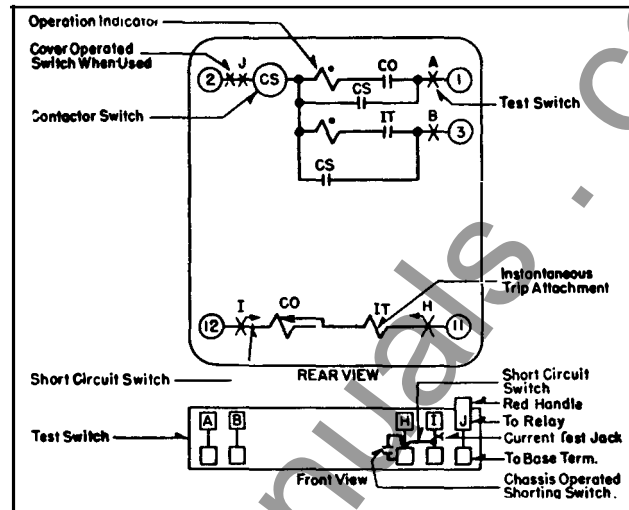 Operation Indicator
Cover Operated
Switch When Used
Contactor Switch
2
J
CS
CO
A
1
CS
Test Switch
IT
B
3
CS
Instantaneous
Trip Attachment
12
I
CO
IT
H
11
REAR VIEW
Short Circuit Switch
Short Circuit
Switch
Red Handle
To Relay
Current Test Jack
To Base Term.
Chassis Operated
Shorting Switch.
Test Switch
A
B
H
I
J
Front View